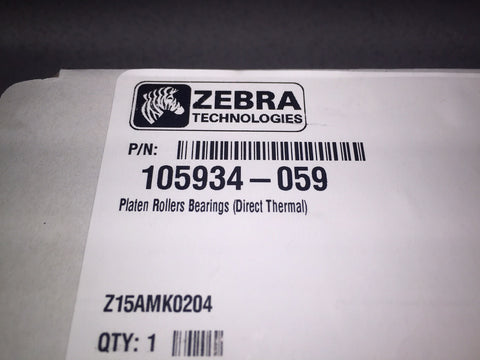 ZEBRA
TECHNOLOGIES
P/N:
105934-059
Platen Rollers Bearings (Direct Thermal)
Z15AMK0204
QTY: 1